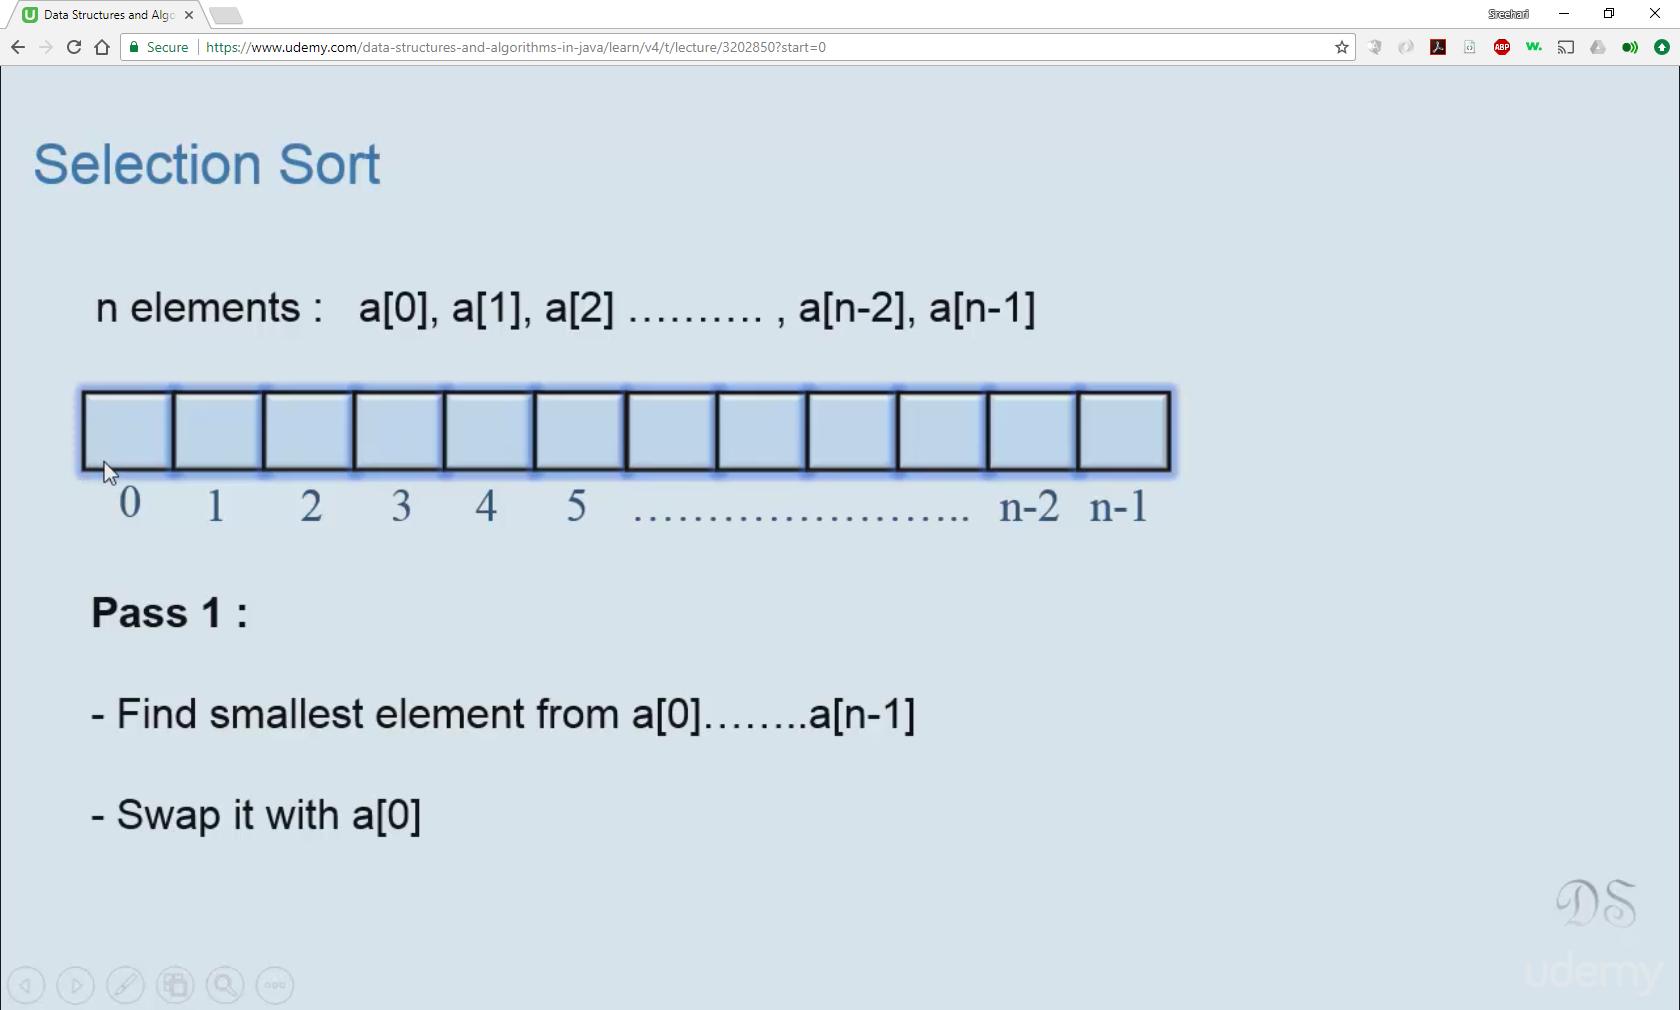 Data Structures and Algo
Sreehari
Secure
https://www.udemy.com/data-structures-and-algorithms-in-java/learn/v4/t/lecture/3202850?start=0
ABP
w.
Selection Sort
n elements : a[0], a[1], a[2] .......... , a[n-2], a[n-1]
0 1 2 3 4 5 ....................... n-2 n-1
Pass 1 :
- Find smallest element from a[0]........a[n-1]
- Swap it with a[0]
DS
udemy